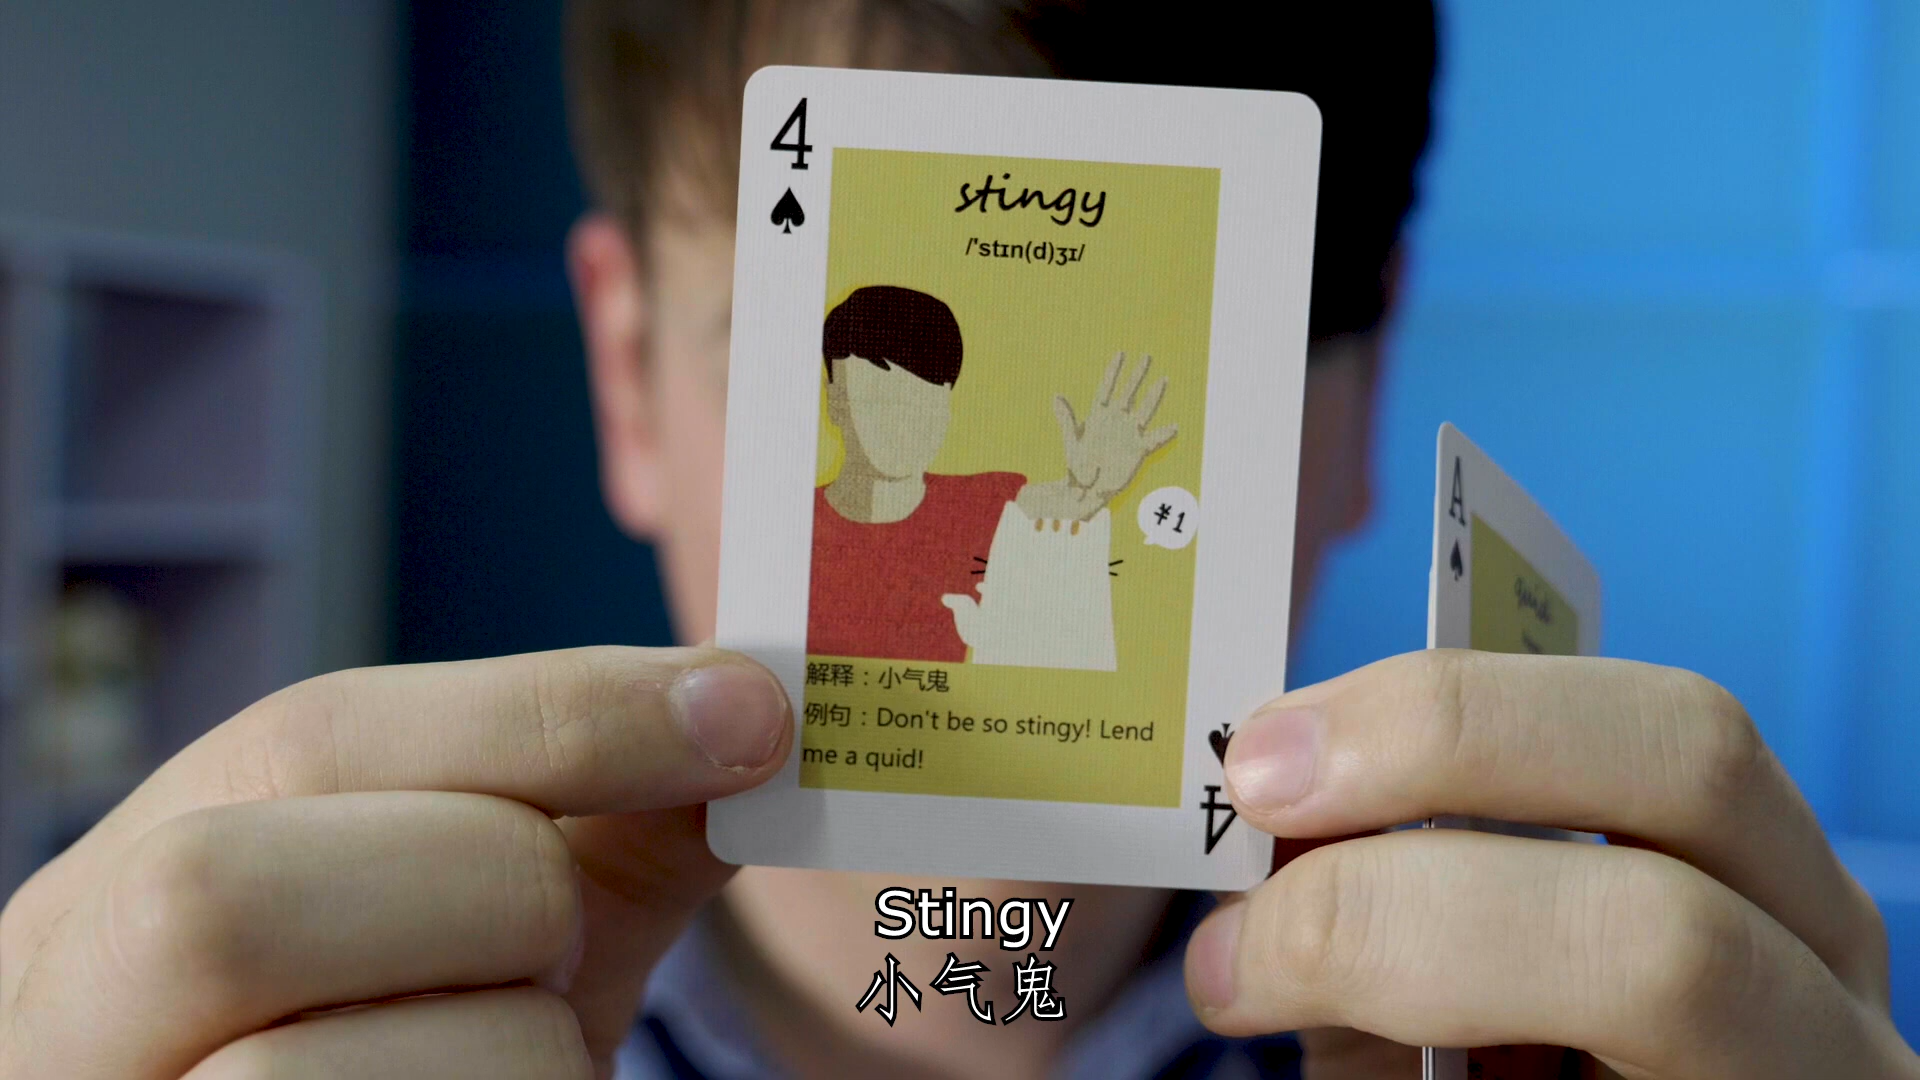 4
stingy
/ˈstɪn(d)ʒɪ/
¥1
解释：小气鬼
例句：Don't be so stingy! Lend
me a quid!
4
A
Stingy
小气鬼